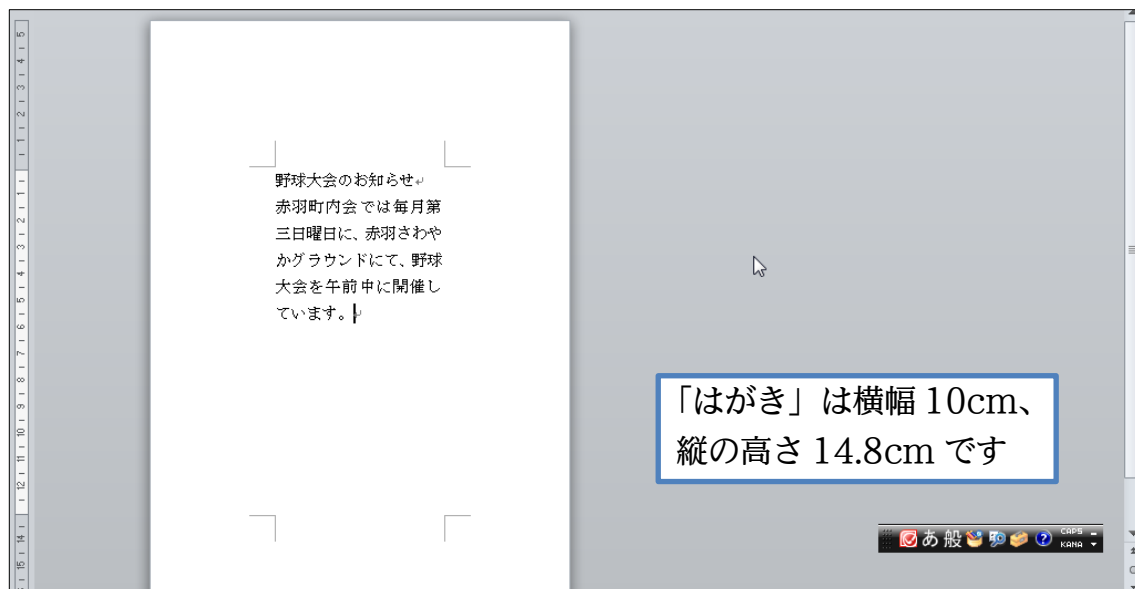 野球大会のお知らせ
赤羽町内会では毎月第
三日曜日に、赤羽さわや
かグラウンドにて、野球
大会を午前中に開催し
ています。
「はがき」は横幅 10cm、
縦の高さ 14.8cm です
あ 般 CAPS
KANA